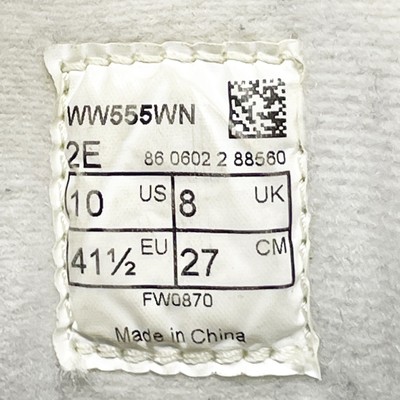 WW555WN
2E 86 0602 2 88560
10 US 8 UK
41½ EU 27 CM
FW0870
Made in China